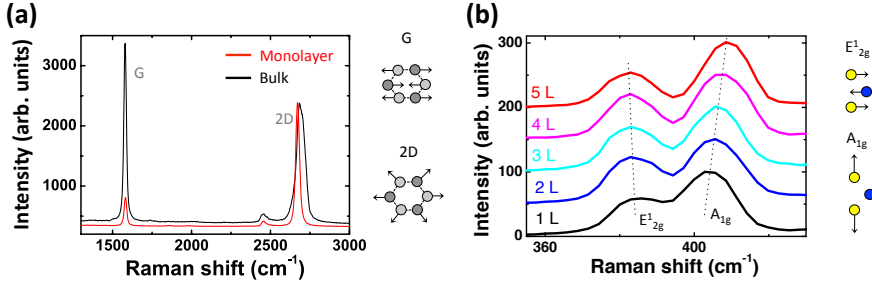 (a)
Intensity (arb. units)
3000
2000
1000
1500
2000
2500
3000
Raman shift (cm⁻¹)
Monolayer
Bulk
G
2D
G
2D
(b)
Intensity (arb. units)
300
200
100
0
360
400
Raman shift (cm⁻¹)
5 L
4 L
3 L
2 L
1 L
E¹₂g
A₁g
E¹₂g
A₁g